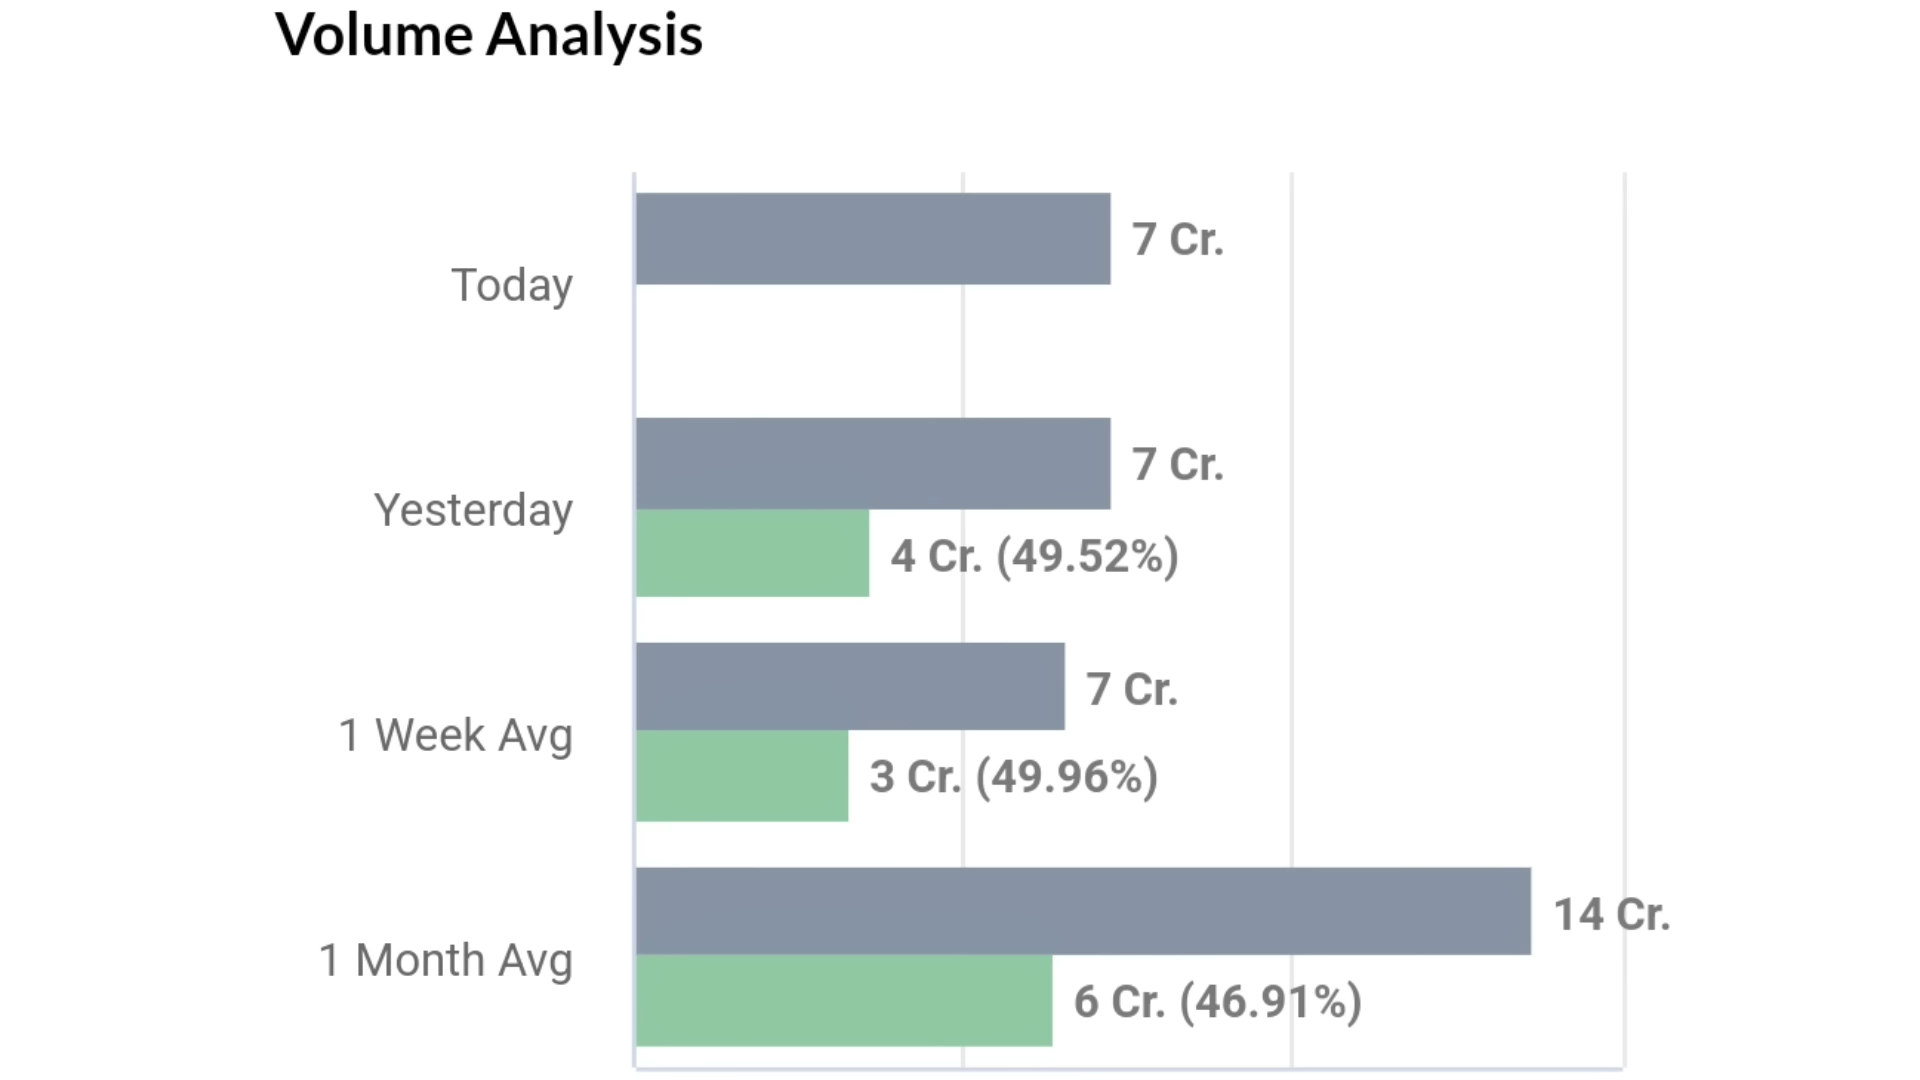 Volume Analysis
Today
7 Cr.
Yesterday
7 Cr.
4 Cr. (49.52%)
1 Week Avg
7 Cr.
3 Cr. (49.96%)
1 Month Avg
14 Cr.
6 Cr. (46.91%)